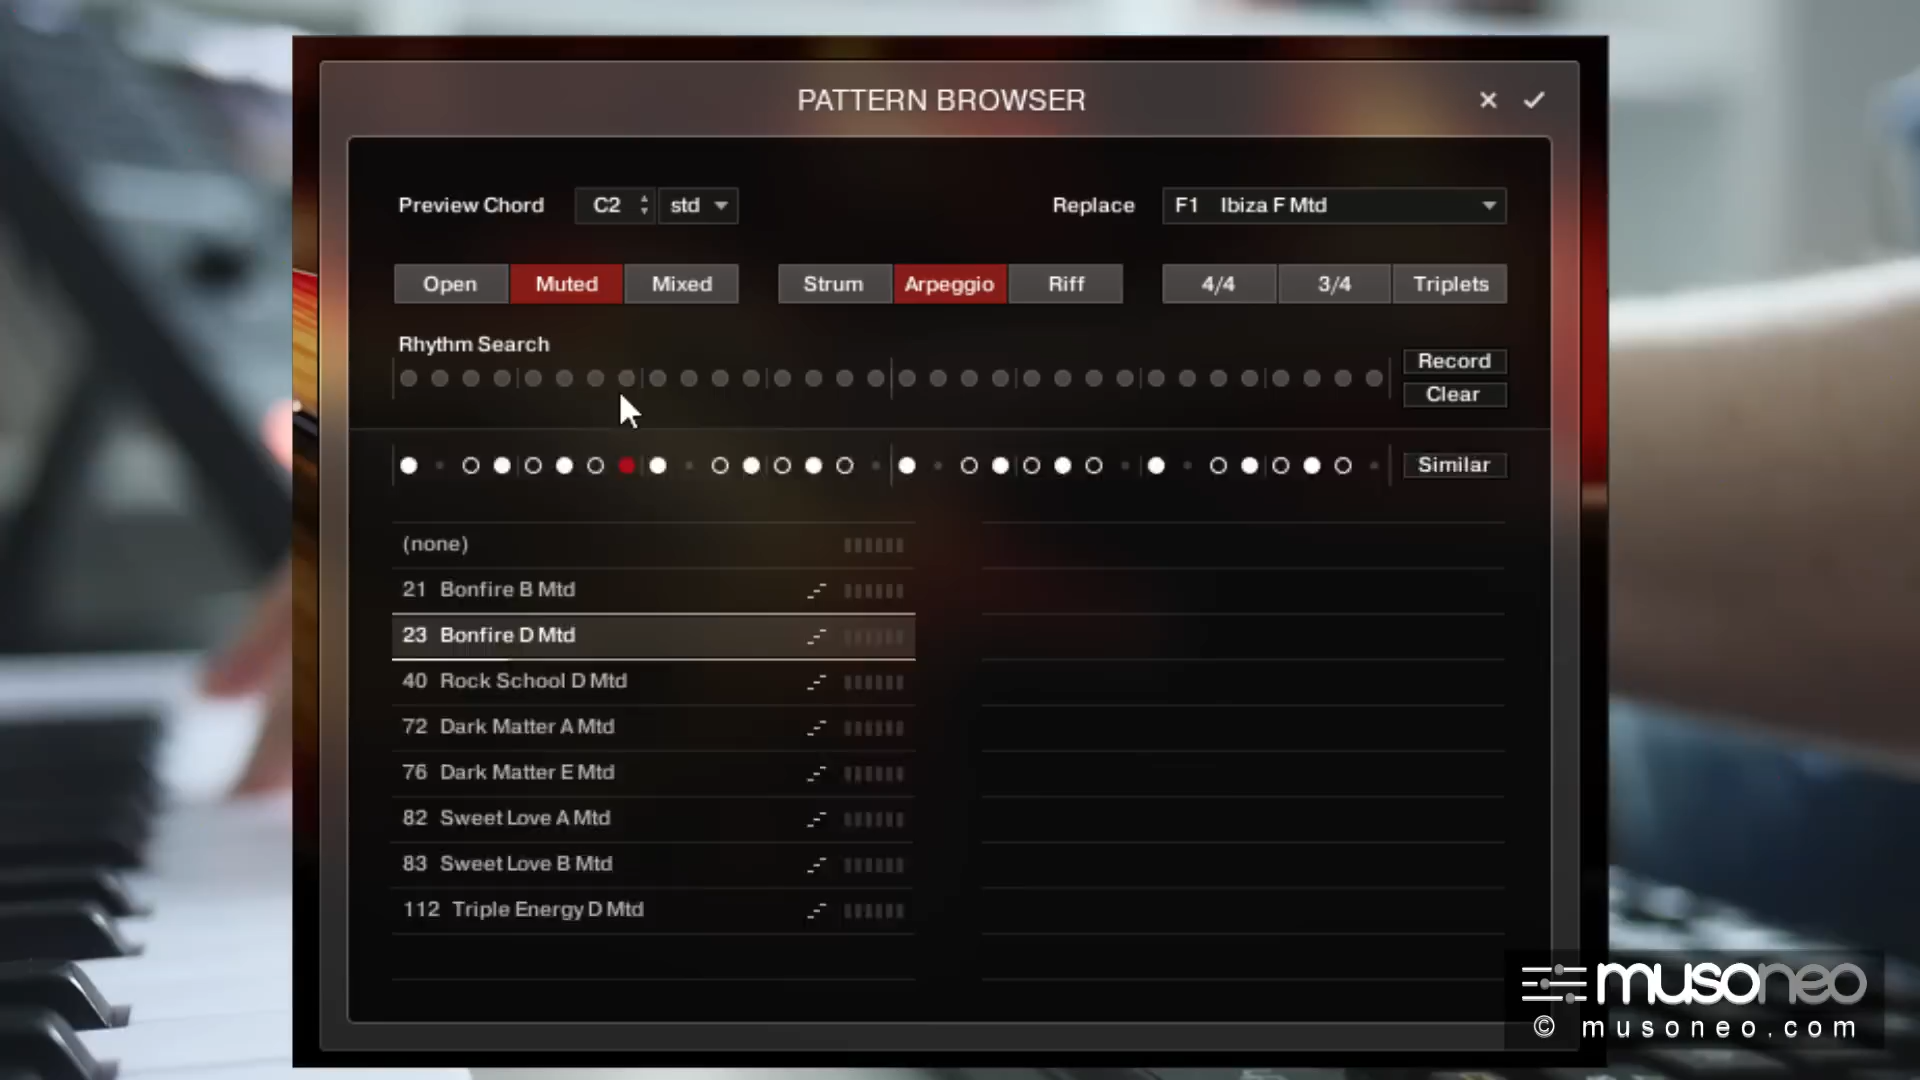 PATTERN BROWSER
Preview Chord C2 std Replace F1 Ibiza F Mtd
Open Muted Mixed Strum Arpeggio Riff 4/4 3/4 Triplets
Rhythm Search
Record
Clear
Similar
(none)
21 Bonfire B Mtd
23 Bonfire D Mtd
40 Rock School D Mtd
72 Dark Matter A Mtd
76 Dark Matter E Mtd
82 Sweet Love A Mtd
83 Sweet Love B Mtd
112 Triple Energy D Mtd
musoneo
© musoneo.com